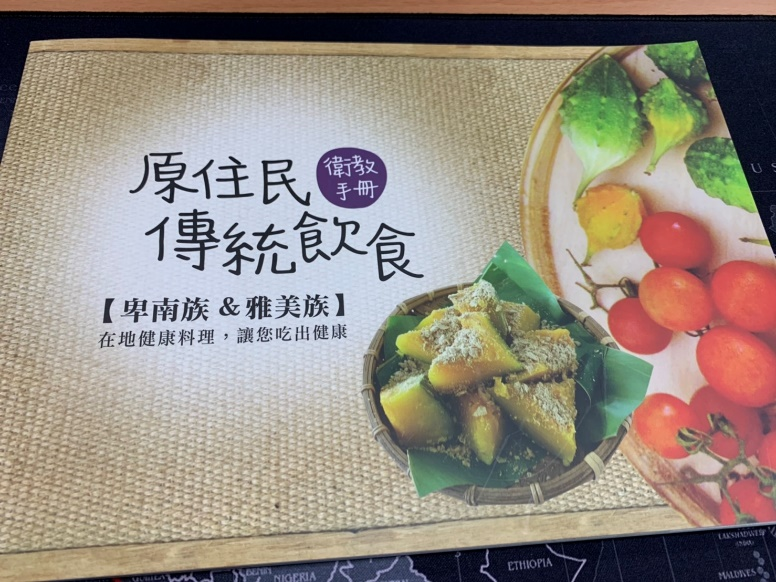 原住民
衛教
手冊
傳統飲食
【卑南族 & 雅美族】
在地健康料理，讓您吃出健康
NIGERIA
ETHIOPIA
LAKSHADWEEP
MALDIVES